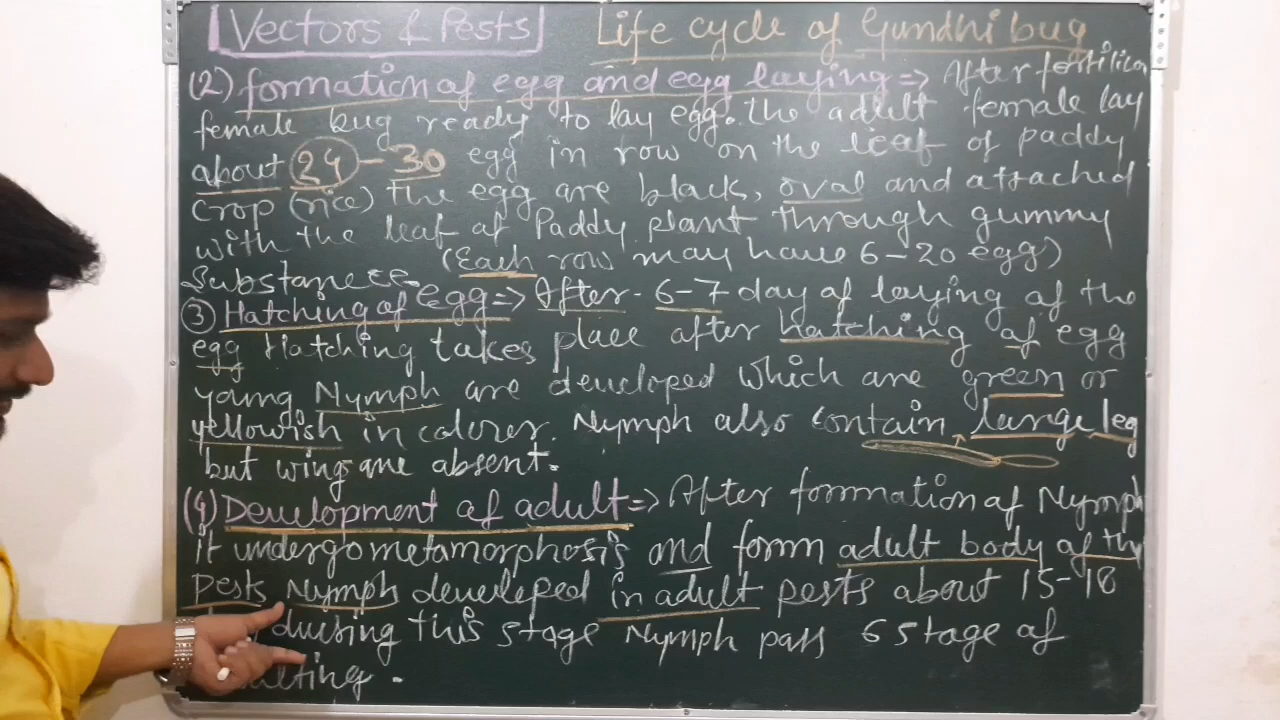 Vectors & Pests Life cycle of Gundhi bug
(2) formation of egg and egg laying => After fertilica
female bug ready to lay egg. the adult female lay
about 24 - 30 egg in row on the leaf of paddy
crop (rice) The egg are black, oval and attached
with the leaf of Paddy plant through gummy
Substances. (Each row may have 6-20 egg)
(3) Hatching of egg => After - 6-7 day of laying of the
egg Hatching takes place after hatching of egg
young Nymph are developed which are green or
yellowish in colour. Nymph also contain large leg
but wings are absent.
(4) Development of adult => After formation of Nymph
it undergo metamorphosis and form adult body of the
Pests Nymph developed in adult pests about 15-18
during this stage Nymph pass 6 stage of